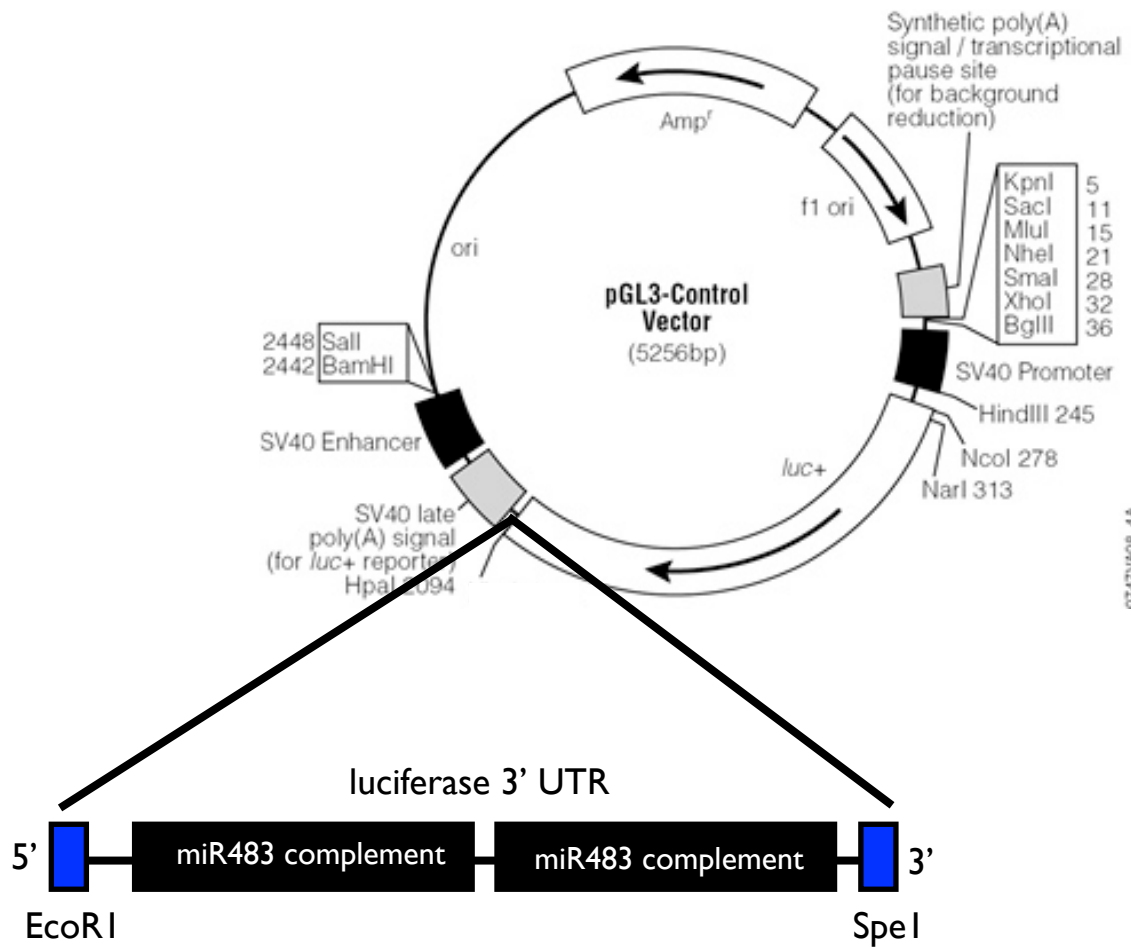 Synthetic poly(A)
signal / transcriptional
pause site
(for background
reduction)
Ampʳ
f1 ori
KpnI 5
SacI 11
MluI 15
NheI 21
SmaI 28
XhoI 32
BglII 36
ori
pGL3-Control
Vector
(5256bp)
2448 SalI
2442 BamHI
SV40 Promoter
HindIII 245
SV40 Enhancer
luc+
NcoI 278
NarI 313
SV40 late
poly(A) signal
(for luc+ reporter)
HpaI 2094
luciferase 3’ UTR
5’
miR483 complement
miR483 complement
3’
EcoR1
Spe1